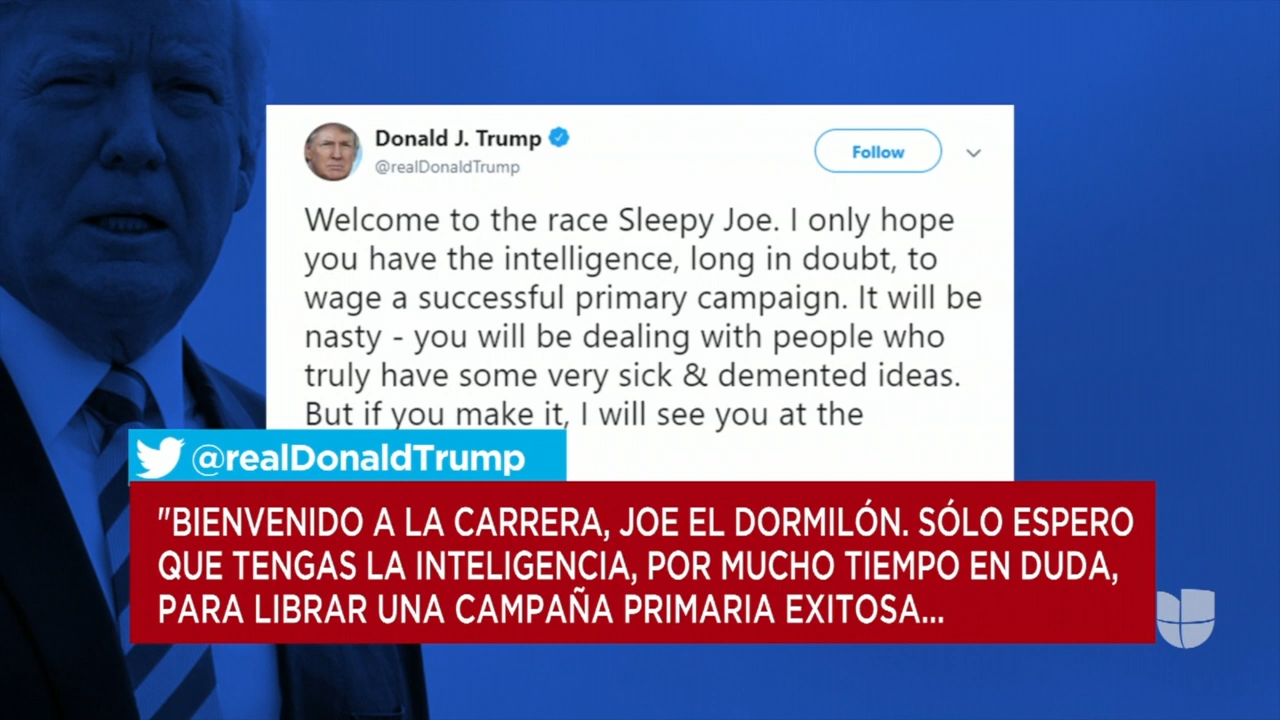 Donald J. Trump
@realDonaldTrump
Follow
Welcome to the race Sleepy Joe. I only hope
you have the intelligence, long in doubt, to
wage a successful primary campaign. It will be
nasty - you will be dealing with people who
truly have some very sick & demented ideas.
But if you make it, I will see you at the
@realDonaldTrump
"BIENVENIDO A LA CARRERA, JOE EL DORMILÓN. SÓLO ESPERO
QUE TENGAS LA INTELIGENCIA, POR MUCHO TIEMPO EN DUDA,
PARA LIBRAR UNA CAMPAÑA PRIMARIA EXITOSA...